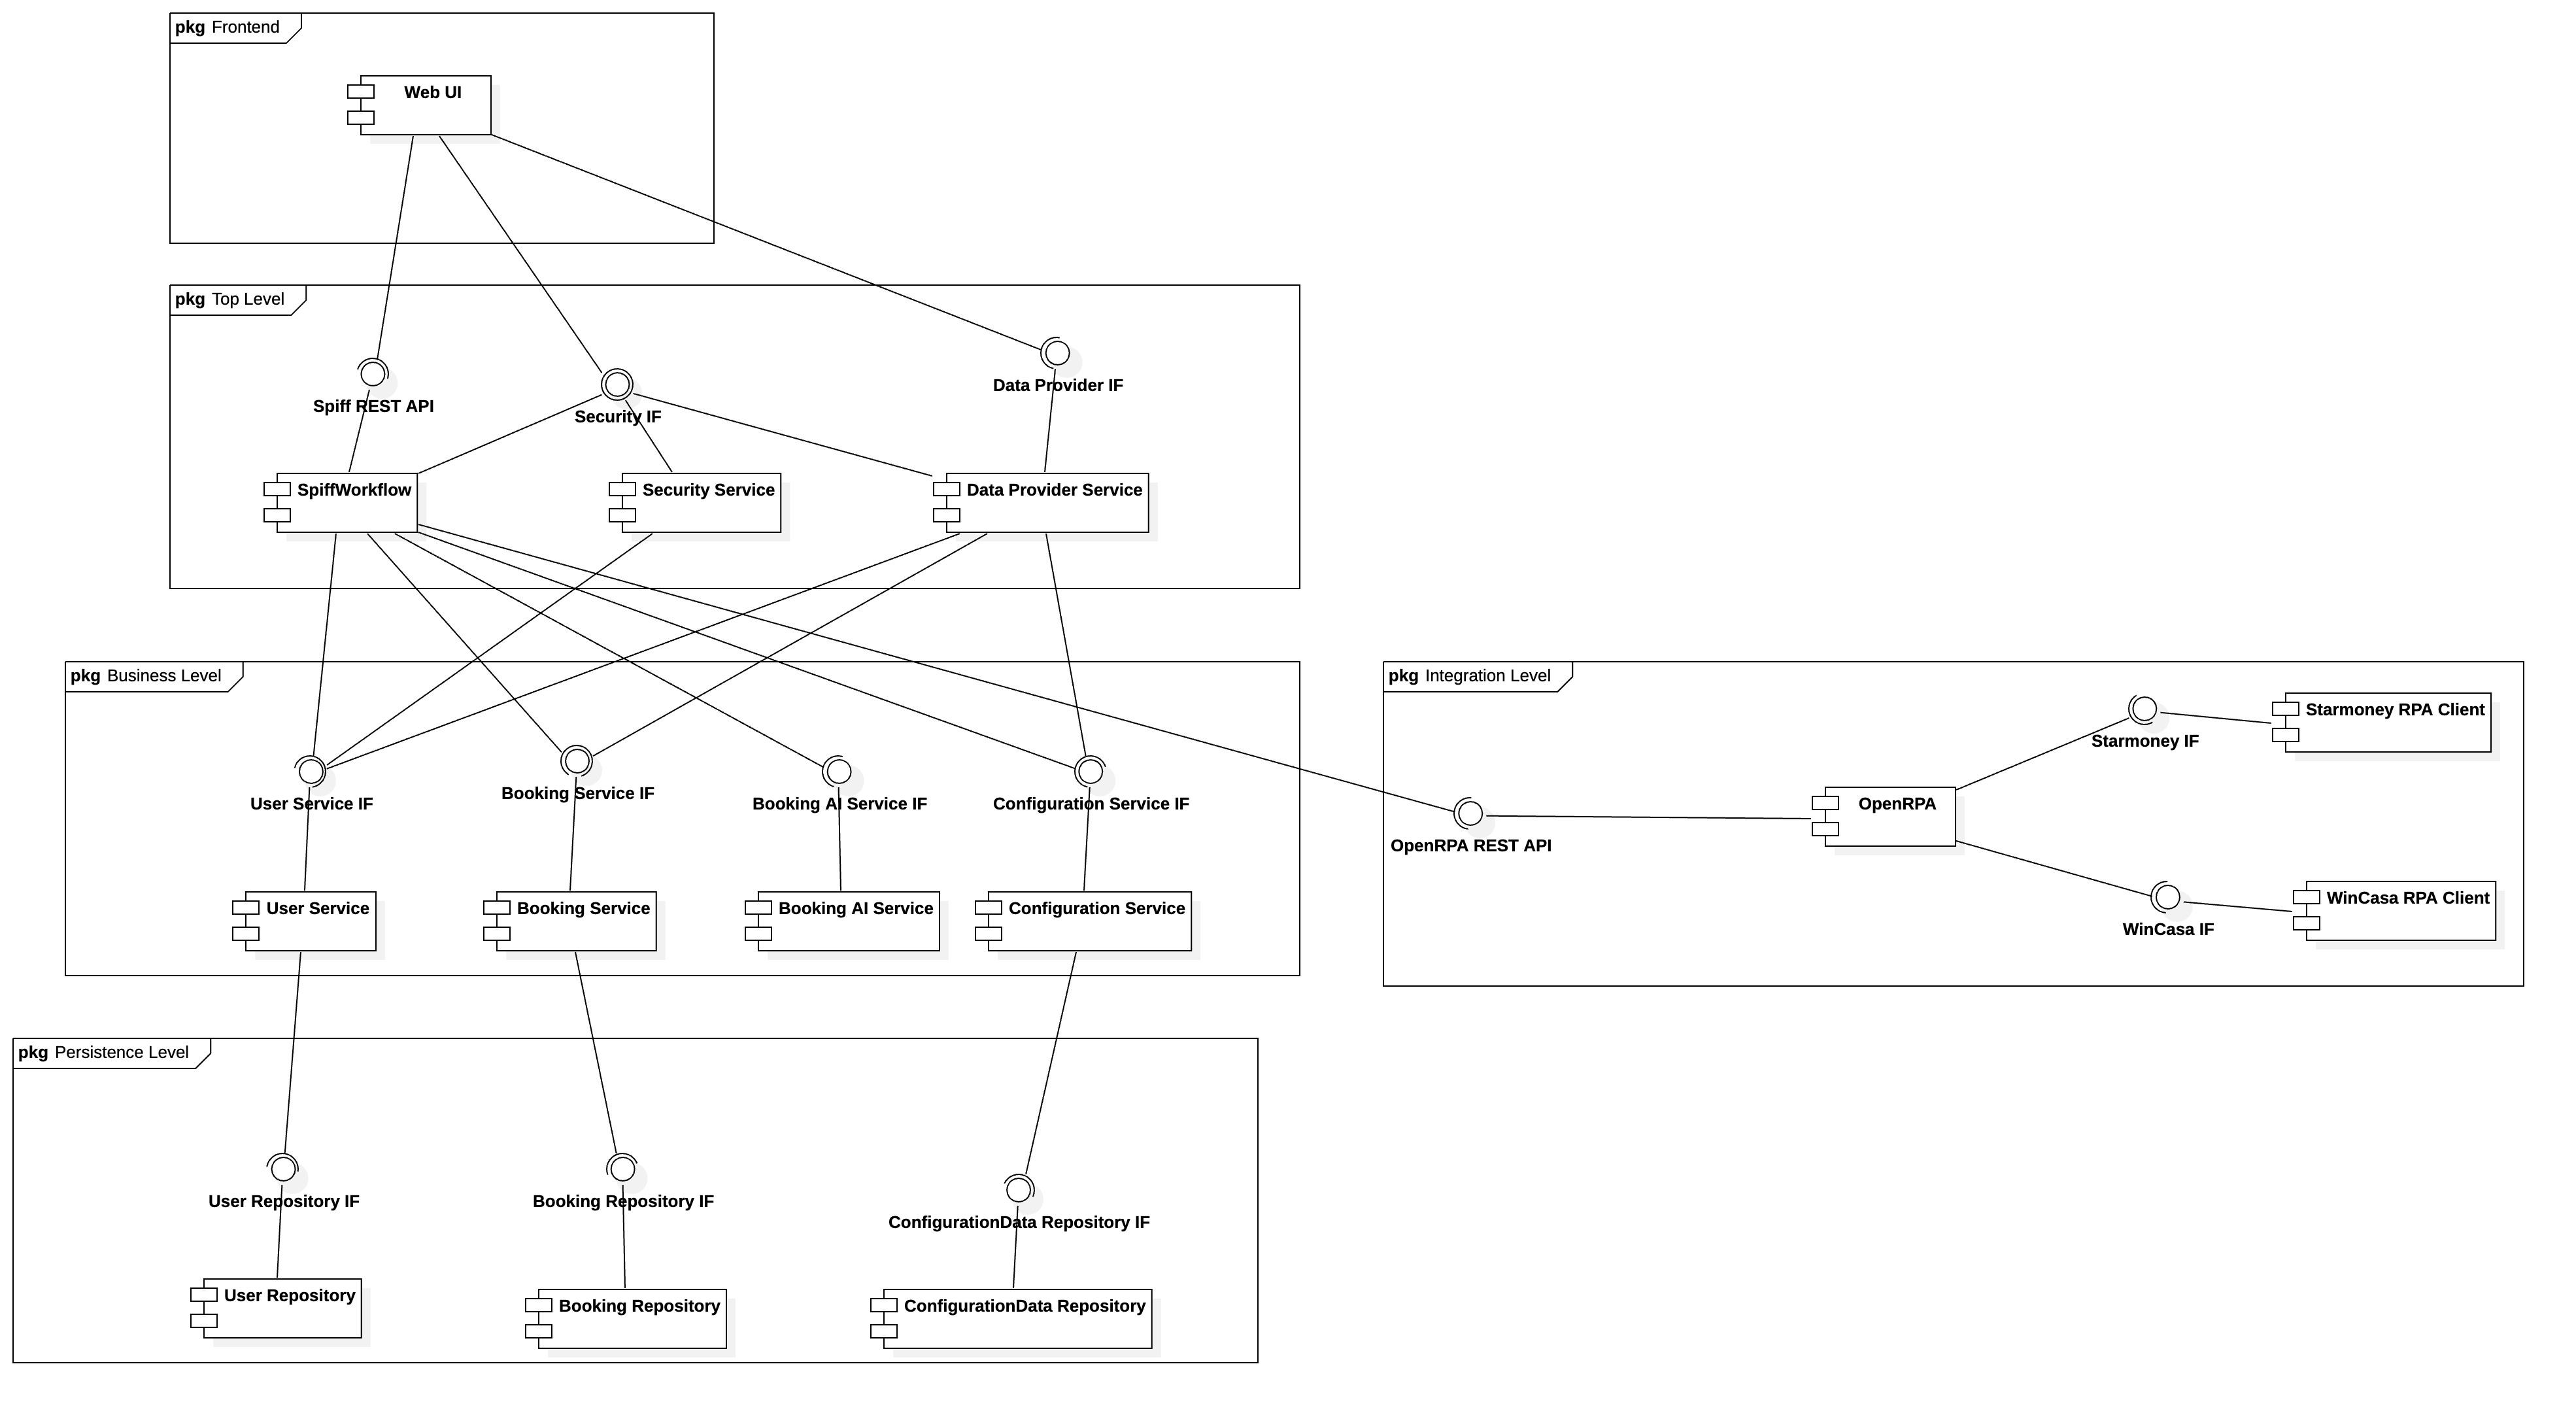 pkg Frontend
Web UI
pkg Top Level
Spiff REST API
Security IF
Data Provider IF
SpiffWorkflow
Security Service
Data Provider Service
pkg Business Level
User Service IF
Booking Service IF
Booking AI Service IF
Configuration Service IF
User Service
Booking Service
Booking AI Service
Configuration Service
pkg Integration Level
Starmoney IF
Starmoney RPA Client
OpenRPA REST API
OpenRPA
WinCasa IF
WinCasa RPA Client
pkg Persistence Level
User Repository IF
Booking Repository IF
ConfigurationData Repository IF
User Repository
Booking Repository
ConfigurationData Repository